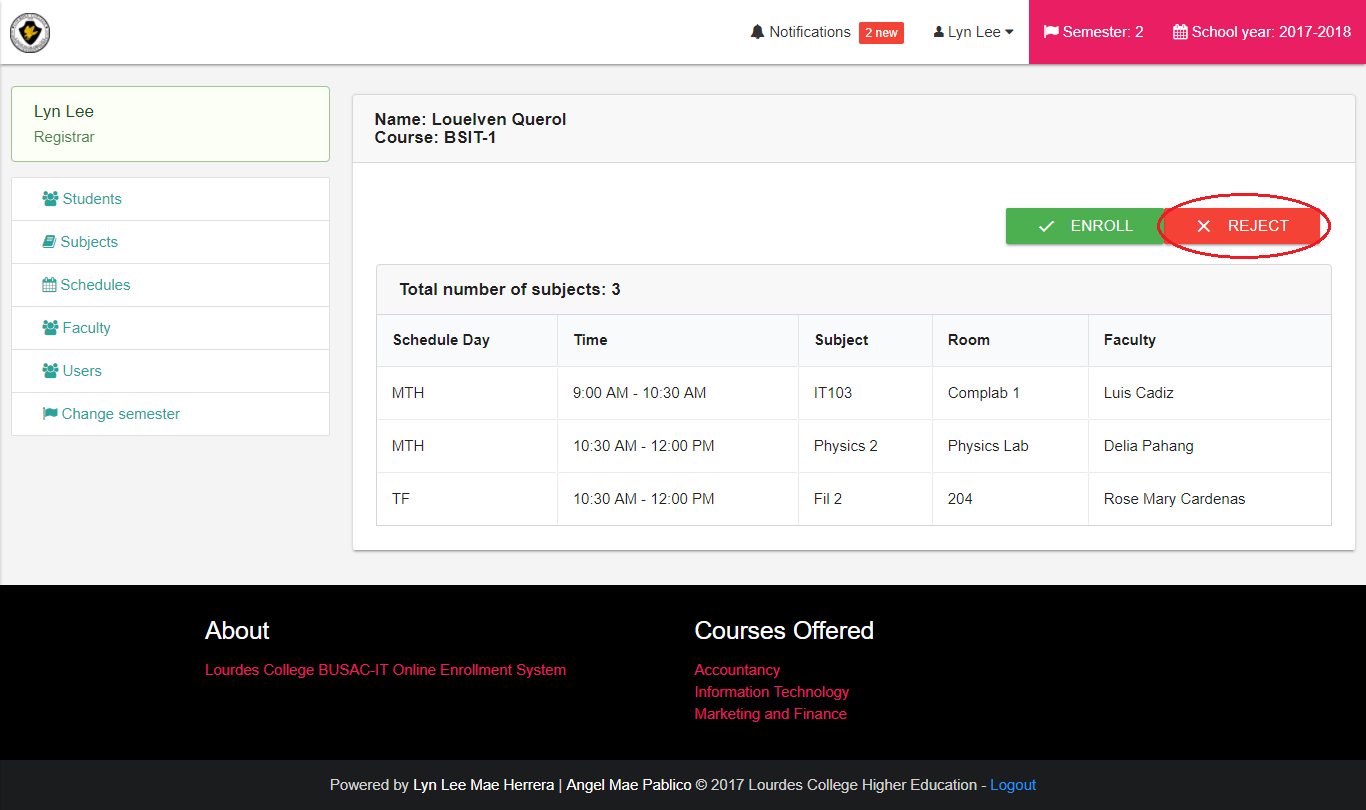 Notifications 2 new Lyn Lee Semester: 2 School year: 2017-2018
Lyn Lee
Registrar
Students
Subjects
Schedules
Faculty
Users
Change semester
Name: Louelven Querol
Course: BSIT-1
ENROLL REJECT
Total number of subjects: 3
Schedule Day Time Subject Room Faculty
MTH 9:00 AM - 10:30 AM IT103 Complab 1 Luis Cadiz
MTH 10:30 AM - 12:00 PM Physics 2 Physics Lab Delia Pahang
TF 10:30 AM - 12:00 PM Fil 2 204 Rose Mary Cardenas
About
Lourdes College BUSAC-IT Online Enrollment System
Courses Offered
Accountancy
Information Technology
Marketing and Finance
Powered by Lyn Lee Mae Herrera | Angel Mae Pablico © 2017 Lourdes College Higher Education - Logout